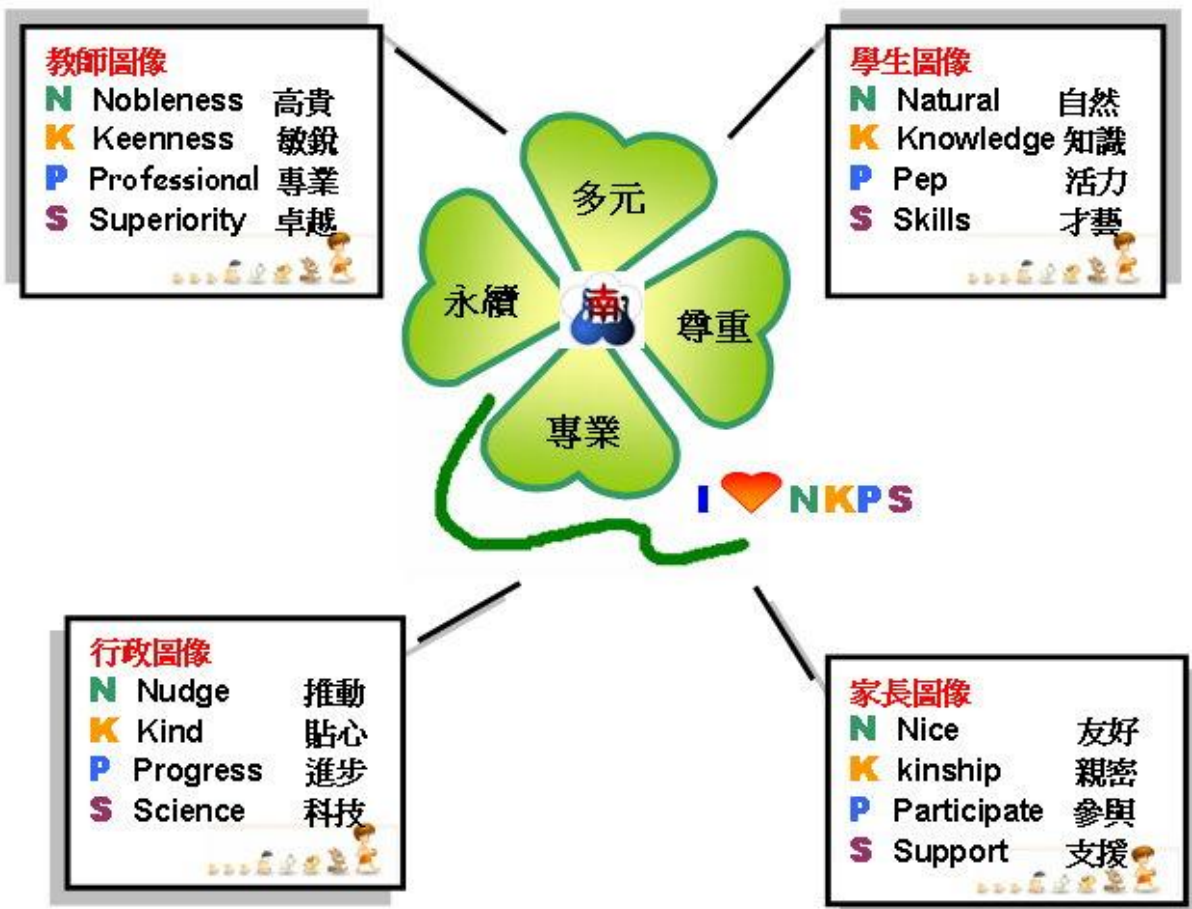 教師圖像
N Nobleness 高貴
K Keenness 敏銳
P Professional 專業
S Superiority 卓越
學生圖像
N Natural 自然
K Knowledge 知識
P Pep 活力
S Skills 才藝
多元
永續
南
尊重
專業
I NKPS
行政圖像
N Nudge 推動
K Kind 貼心
P Progress 進步
S Science 科技
家長圖像
N Nice 友好
K kinship 親密
P Participate 參與
S Support 支援